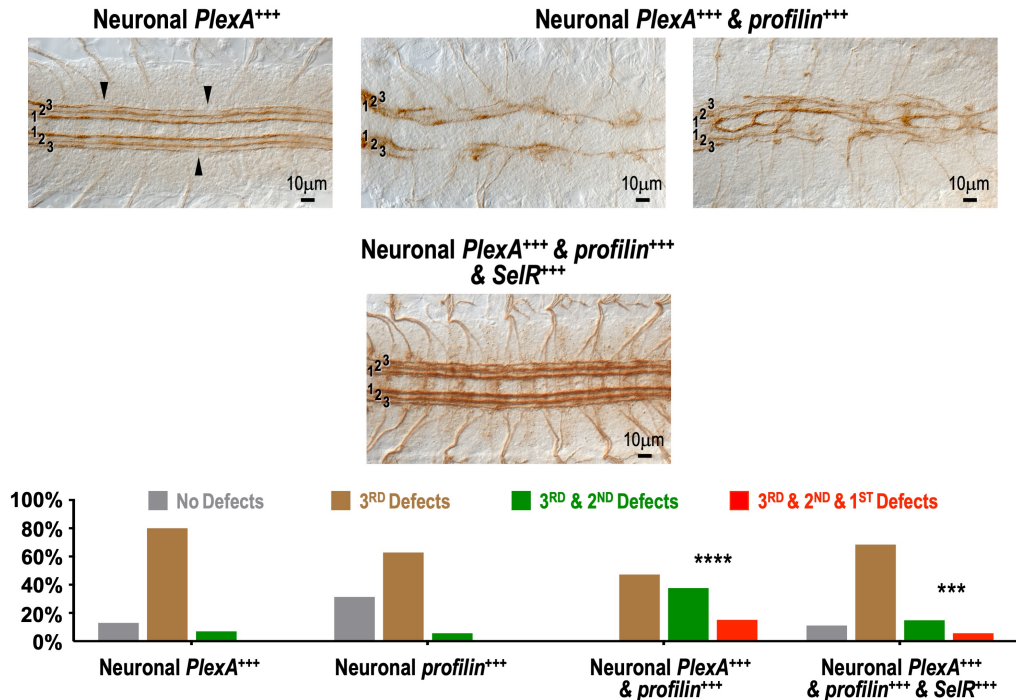 Neuronal PlexA+++
Neuronal PlexA+++ & profilin+++
1 2 3
1 2 3
10μm
1 2 3
1 2 3
10μm
1 2 3
1 2 3
10μm
Neuronal PlexA+++ & profilin+++
& SelR+++
1 2 3
1 2 3
10μm
100%
80%
60%
40%
20%
0%
No Defects
3RD Defects
3RD & 2ND Defects
3RD & 2ND & 1ST Defects
****
***
Neuronal PlexA+++
Neuronal profilin+++
Neuronal PlexA+++
& profilin+++
Neuronal PlexA+++
& profilin+++ & SelR+++